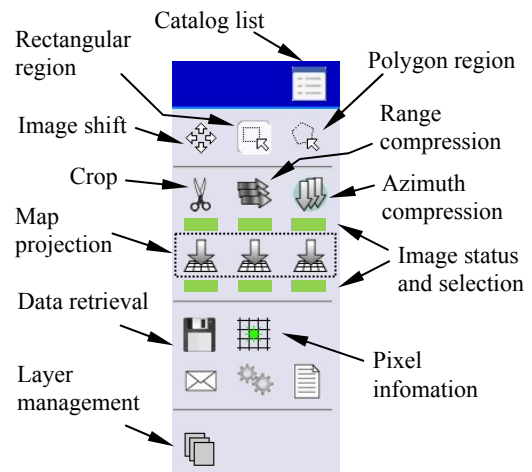 Catalog list
Rectangular
region
Polygon region
Image shift
Range
compression
Crop
Azimuth
compression
Map
projection
Image status
and selection
Data retrieval
Pixel
infomation
Layer
management